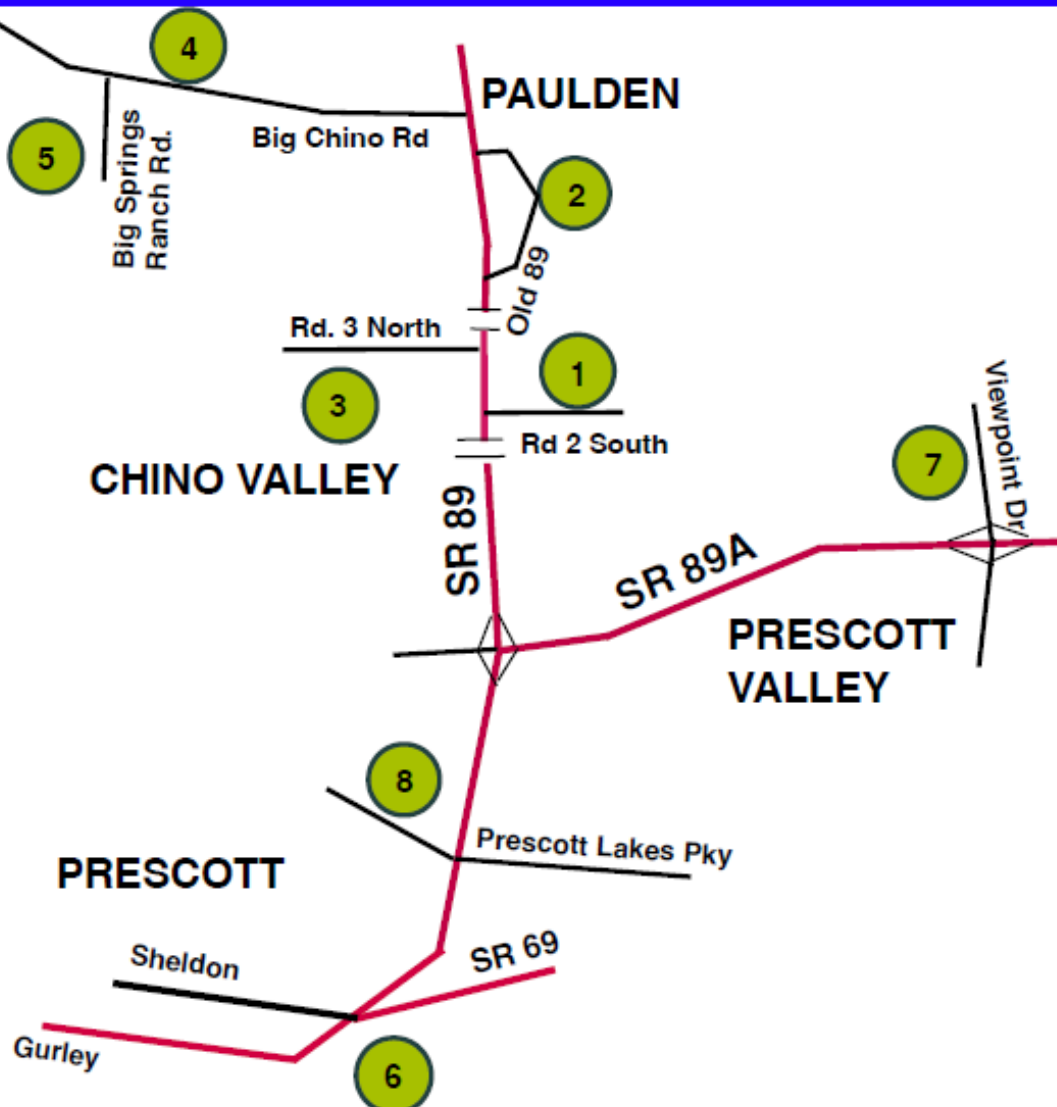 4
PAULDEN
Big Chino Rd
5
Big Springs
Ranch Rd.
2
Old 89
Rd. 3 North
1
3
Rd 2 South
Viewpoint Dr
7
CHINO VALLEY
SR 89
SR 89A
PRESCOTT
VALLEY
8
Prescott Lakes Pky
PRESCOTT
Sheldon
SR 69
Gurley
6